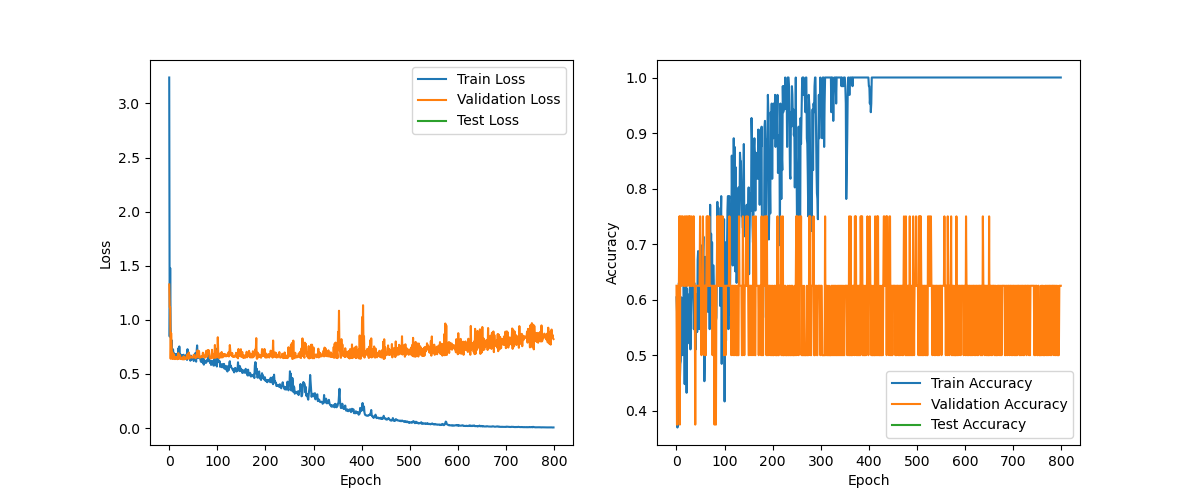 Train Loss
Validation Loss
Test Loss
3.0
2.5
2.0
1.5
1.0
0.5
0.0
Loss
0 100 200 300 400 500 600 700 800
Epoch
1.0
0.9
0.8
0.7
0.6
0.5
0.4
Accuracy
Train Accuracy
Validation Accuracy
Test Accuracy
0 100 200 300 400 500 600 700 800
Epoch